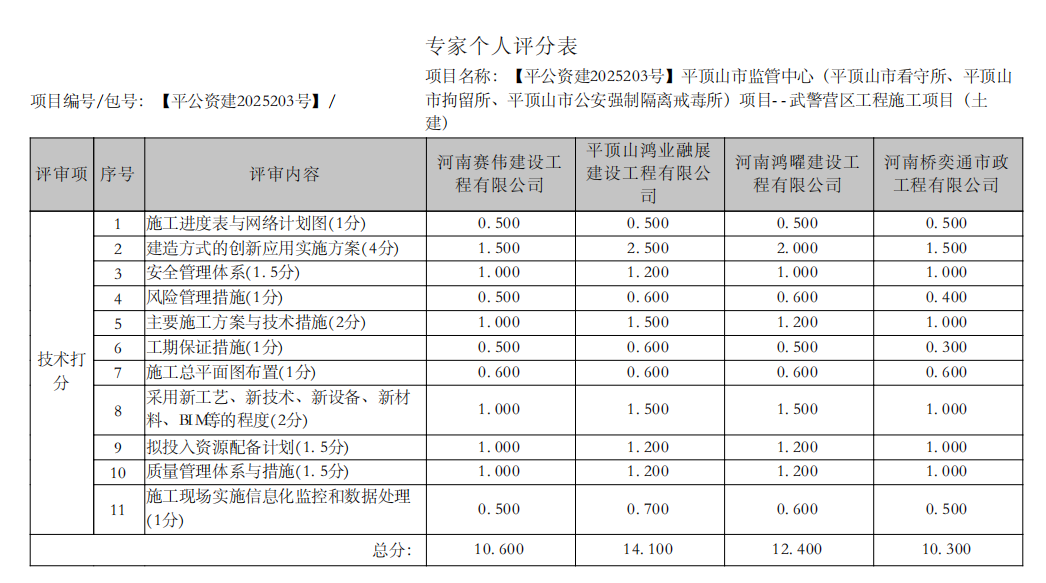 专家个人评分表
项目编号/包号：【平公资建2025203号】/
项目名称：【平公资建2025203号】平顶山市监管中心（平顶山市看守所、平顶山
市拘留所、平顶山市公安强制隔离戒毒所）项目--武警营区工程施工项目（土
建）
评审项 序号 评审内容 河南赛伟建设工程有限公司 平顶山鸿业融展建设工程有限公司 河南鸿曜建设工程有限公司 河南桥奕通市政工程有限公司
技术打分
1 施工进度表与网络计划图(1分) 0.500 0.500 0.500 0.500
2 建造方式的创新应用实施方案(4分) 1.500 2.500 2.000 1.500
3 安全管理体系(1.5分) 1.000 1.200 1.000 1.000
4 风险管理措施(1分) 0.500 0.600 0.600 0.400
5 主要施工方案与技术措施(2分) 1.000 1.500 1.200 1.000
6 工期保证措施(1分) 0.500 0.600 0.500 0.300
7 施工总平面图布置(1分) 0.600 0.600 0.600 0.600
8 采用新工艺、新技术、新设备、新材料、BIM等的程度(2分) 1.000 1.500 1.500 1.000
9 拟投入资源配备计划(1.5分) 1.000 1.200 1.200 1.000
10 质量管理体系与措施(1.5分) 1.000 1.200 1.200 1.000
11 施工现场实施信息化监控和数据处理(1分) 0.500 0.700 0.600 0.500
总分： 10.600 14.100 12.400 10.300